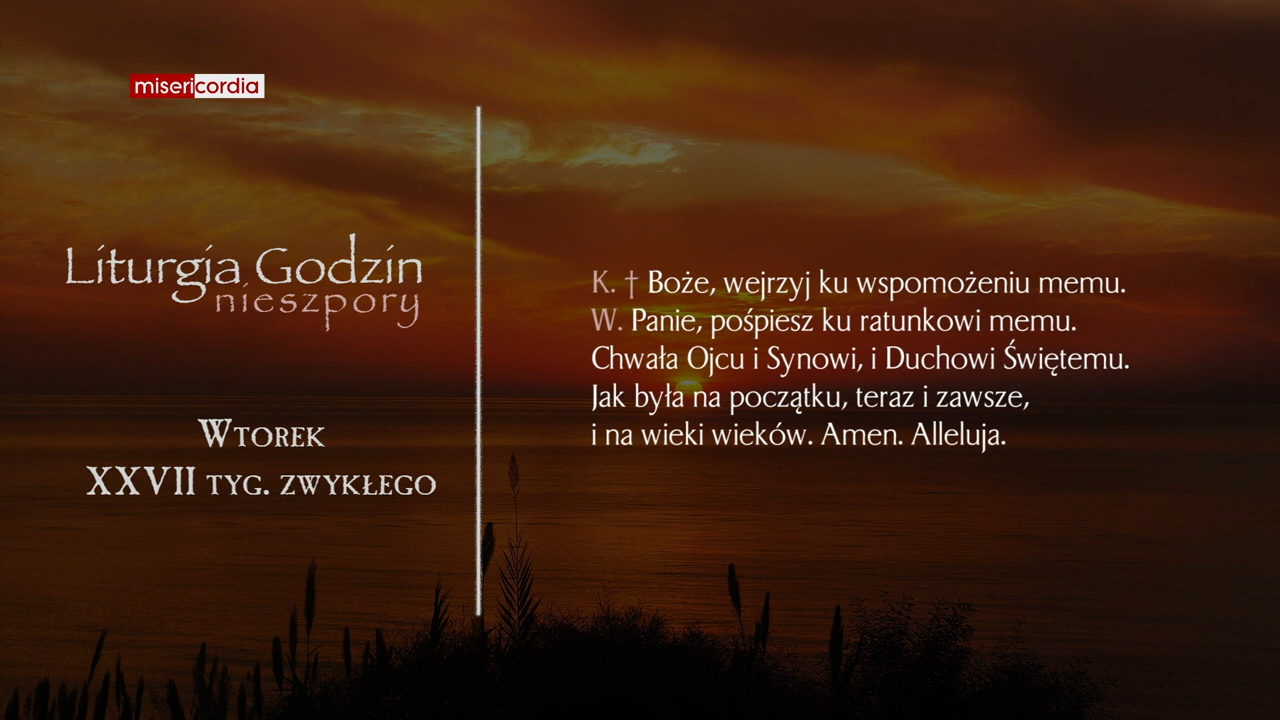 misericordia
Liturgia Godzin
nieszpory
Wtorek
XXVII tyg. zwykłego
K. † Boże, wejrzyj ku wspomożeniu memu.
W. Panie, pośpiesz ku ratunkowi memu.
Chwała Ojcu i Synowi, i Duchowi Świętemu.
Jak była na początku, teraz i zawsze,
i na wieki wieków. Amen. Alleluja.